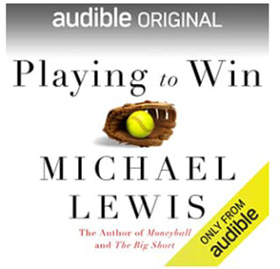 audible ORIGINAL
Playing to Win
MICHAEL
LEWIS
The Author of Moneyball
and The Big Short
ONLY FROM
audible